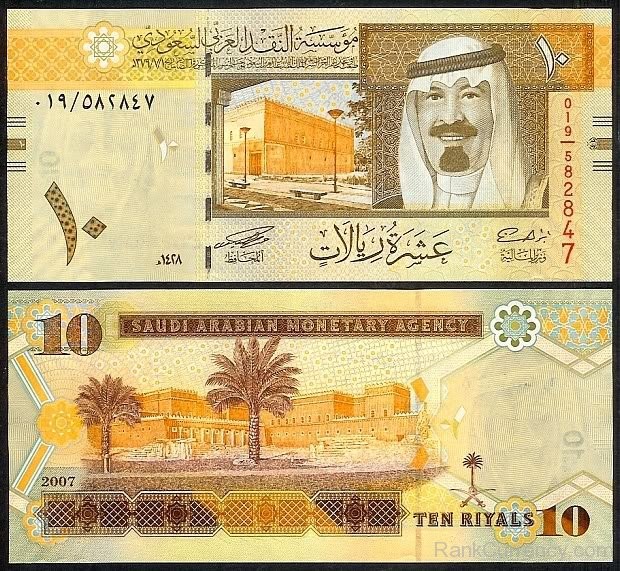 مؤسسة النقد العربي السعودي
٠١٩/٥٨٢٨٤٧
١٠
١٠
019 582847
١٠
عشرة ريالات
١٤٢٨هـ
المحافظ
وزير المالية
10
SAUDI ARABIAN MONETARY AGENCY
2007
TEN RIYALS 10
RankCurrency.com